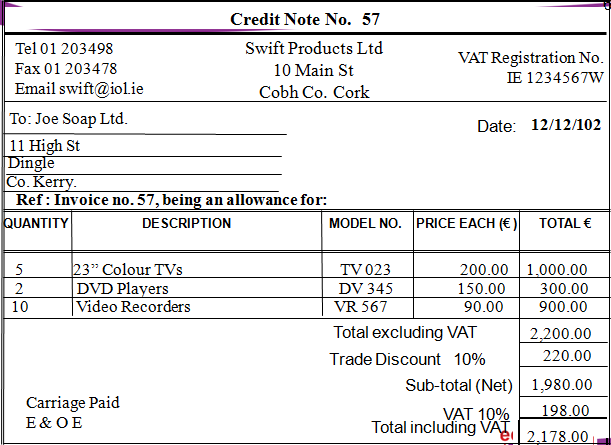 Credit Note No. 57
Tel 01 203498
Fax 01 203478
Email swift@iol.ie
Swift Products Ltd
10 Main St
Cobh Co. Cork
VAT Registration No.
IE 1234567W
To: Joe Soap Ltd.
Date: 12/12/102
11 High St
Dingle
Co. Kerry.
Ref : Invoice no. 57, being an allowance for:
QUANTITY DESCRIPTION MODEL NO. PRICE EACH (€) TOTAL €
5 23” Colour TVs TV 023 200.00 1,000.00
2 DVD Players DV 345 150.00 300.00
10 Video Recorders VR 567 90.00 900.00
Total excluding VAT 2,200.00
Trade Discount 10% 220.00
Sub-total (Net) 1,980.00
VAT 10% 198.00
Total including VAT 2,178.00
Carriage Paid
E & O E